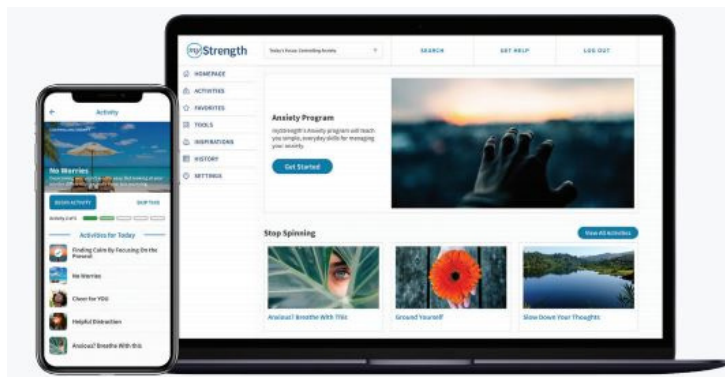 myStrength
Today's Focus: Controlling Anxiety
SEARCH
GET HELP
LOG OUT
HOMEPAGE
ACTIVITIES
FAVORITES
TOOLS
INSPIRATIONS
HISTORY
SETTINGS
Anxiety Program
myStrength's Anxiety program will teach
you simple, everyday skills for managing
your anxiety.
Get Started
Stop Spinning
View All Activities
Anxious? Breathe With This
Ground Yourself
Slow Down Your Thoughts
Activity
No Worries
BEGIN ACTIVITY
SKIP THIS
Activity 2 of 5
Activities for Today
Finding Calm By Focusing On the
Present
No Worries
Cheer for YOU
Helpful Distraction
Anxious? Breathe With this